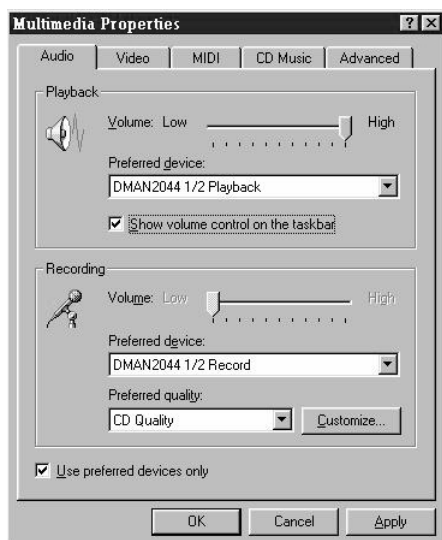 Multimedia Properties
Audio Video MIDI CD Music Advanced
Playback
Volume: Low High
Preferred device:
DMAN2044 1/2 Playback
Show volume control on the taskbar
Recording
Volume: Low High
Preferred device:
DMAN2044 1/2 Record
Preferred quality:
CD Quality Customize...
Use preferred devices only
OK Cancel Apply